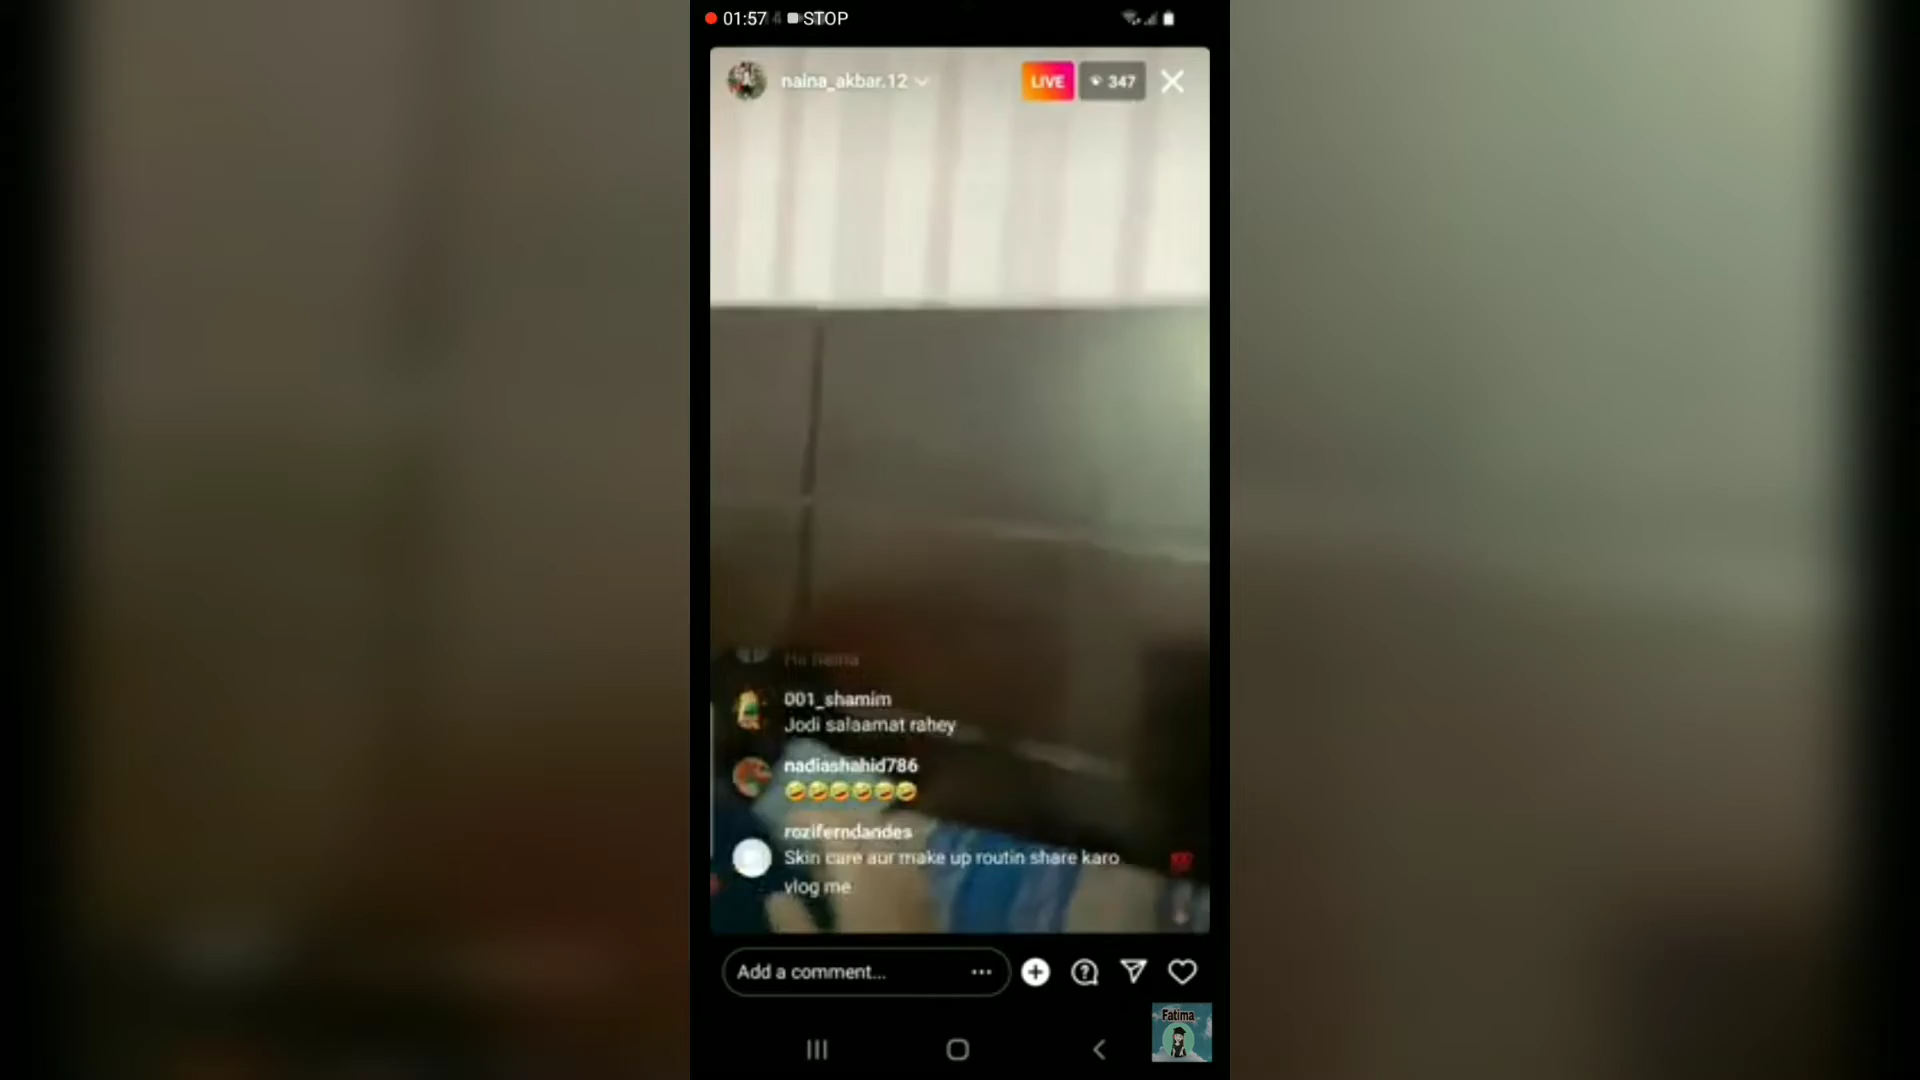 01:57 STOP
naina_akbar.12
LIVE
347
naina
001_shamim
Jodi salaamat rahey
nadiashahid786
🤣🤣🤣🤣🤣🤣
roziferndandes
Skin care aur make up routin share karo
vlog me
Add a comment...
Fatima